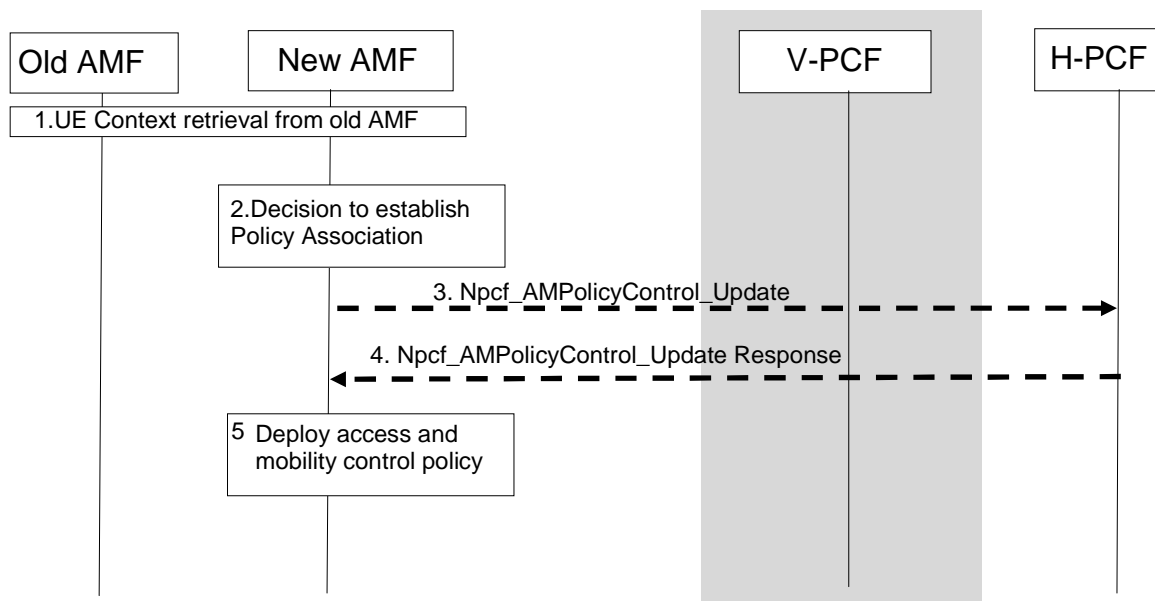 Old AMF
New AMF
V-PCF
H-PCF
1.UE Context retrieval from old AMF
2.Decision to establish
Policy Association
3. Npcf_AMPolicyControl_Update
4. Npcf_AMPolicyControl_Update Response
5 Deploy access and
mobility control policy